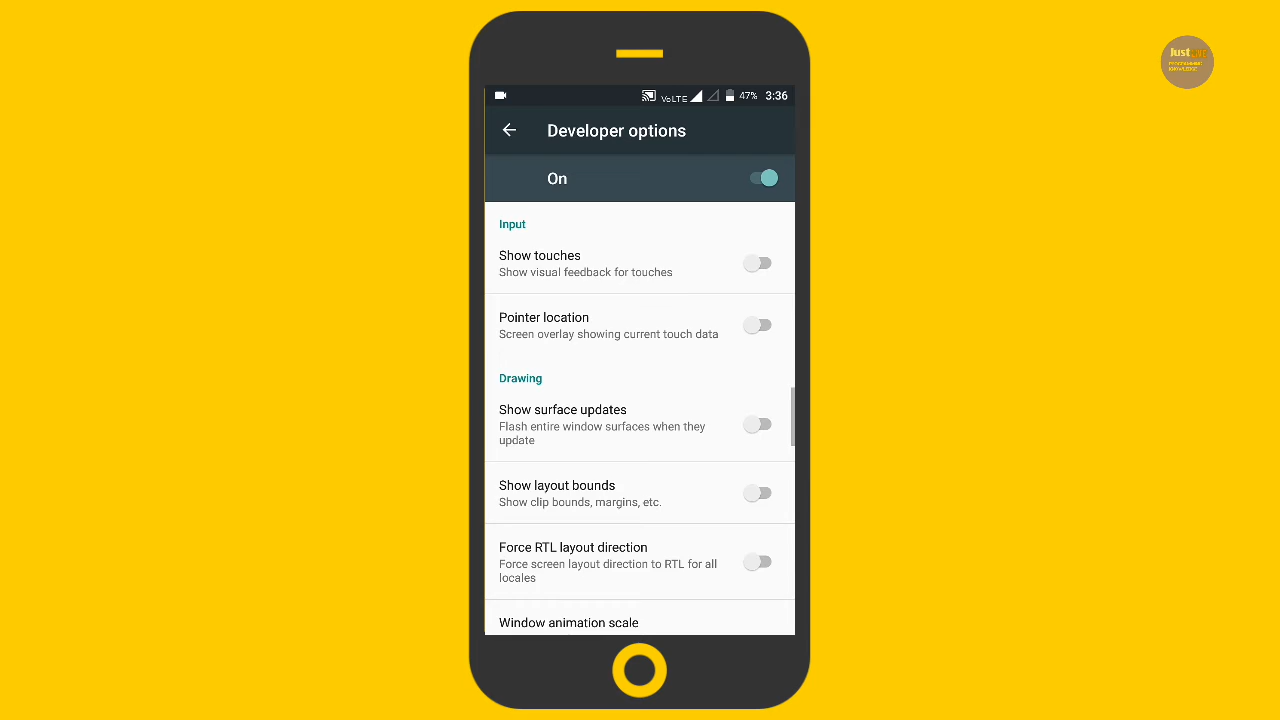 Just
PROGRAMMING
KNOWLEDGE
VoLTE 47% 3:36
Developer options
On
Input
Show touches
Show visual feedback for touches
Pointer location
Screen overlay showing current touch data
Drawing
Show surface updates
Flash entire window surfaces when they
update
Show layout bounds
Show clip bounds, margins, etc.
Force RTL layout direction
Force screen layout direction to RTL for all
locales
Window animation scale